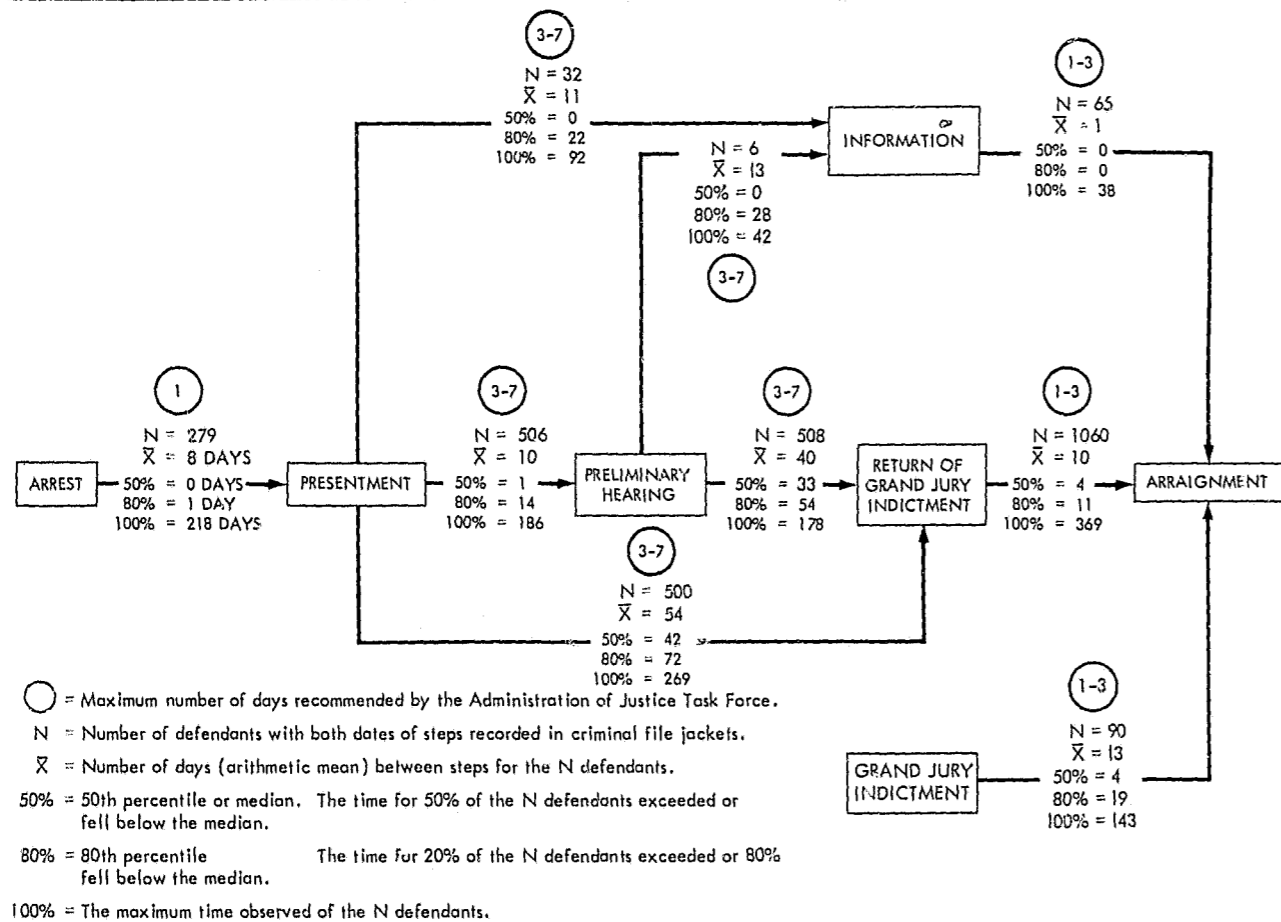 3-7
N = 32
X̄ = 11
50% = 0
80% = 22
100% = 92
1-3
N = 65
X̄ = 1
50% = 0
80% = 0
100% = 38
INFORMATION
N = 6
X̄ = 13
50% = 0
80% = 28
100% = 42
3-7
1
N = 279
X̄ = 8 DAYS
50% = 0 DAYS
80% = 1 DAY
100% = 218 DAYS
ARREST
PRESENTMENT
3-7
N = 506
X̄ = 10
50% = 1
80% = 14
100% = 186
PRELIMINARY
HEARING
3-7
N = 508
X̄ = 40
50% = 33
80% = 54
100% = 178
RETURN OF
GRAND JURY
INDICTMENT
1-3
N = 1060
X̄ = 10
50% = 4
80% = 11
100% = 369
ARRAIGNMENT
3-7
N = 500
X̄ = 54
50% = 42
80% = 72
100% = 269
1-3
N = 90
X̄ = 13
50% = 4
80% = 19
100% = 143
GRAND JURY
INDICTMENT
= Maximum number of days recommended by the Administration of Justice Task Force.
N = Number of defendants with both dates of steps recorded in criminal file jackets.
X̄ = Number of days (arithmetic mean) between steps for the N defendants.
50% = 50th percentile or median. The time for 50% of the N defendants exceeded or
fell below the median.
80% = 80th percentile The time fur 20% of the N defendants exceeded or 80%
fell below the median.
100% = The maximum time observed of the N defendants.